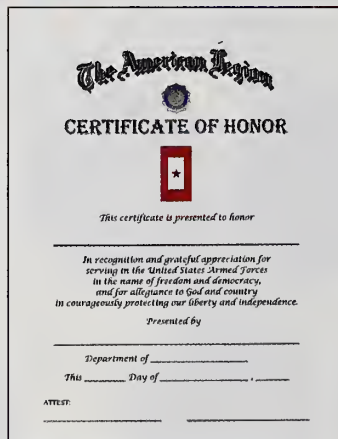 The American Legion
CERTIFICATE OF HONOR
This certificate is presented to honor
In recognition and grateful appreciation for
serving in the United States Armed Forces
in the name of freedom and democracy,
and for allegiance to God and country
in courageously protecting our liberty and independence.
Presented by
Department of
This Day of ,
ATTEST: